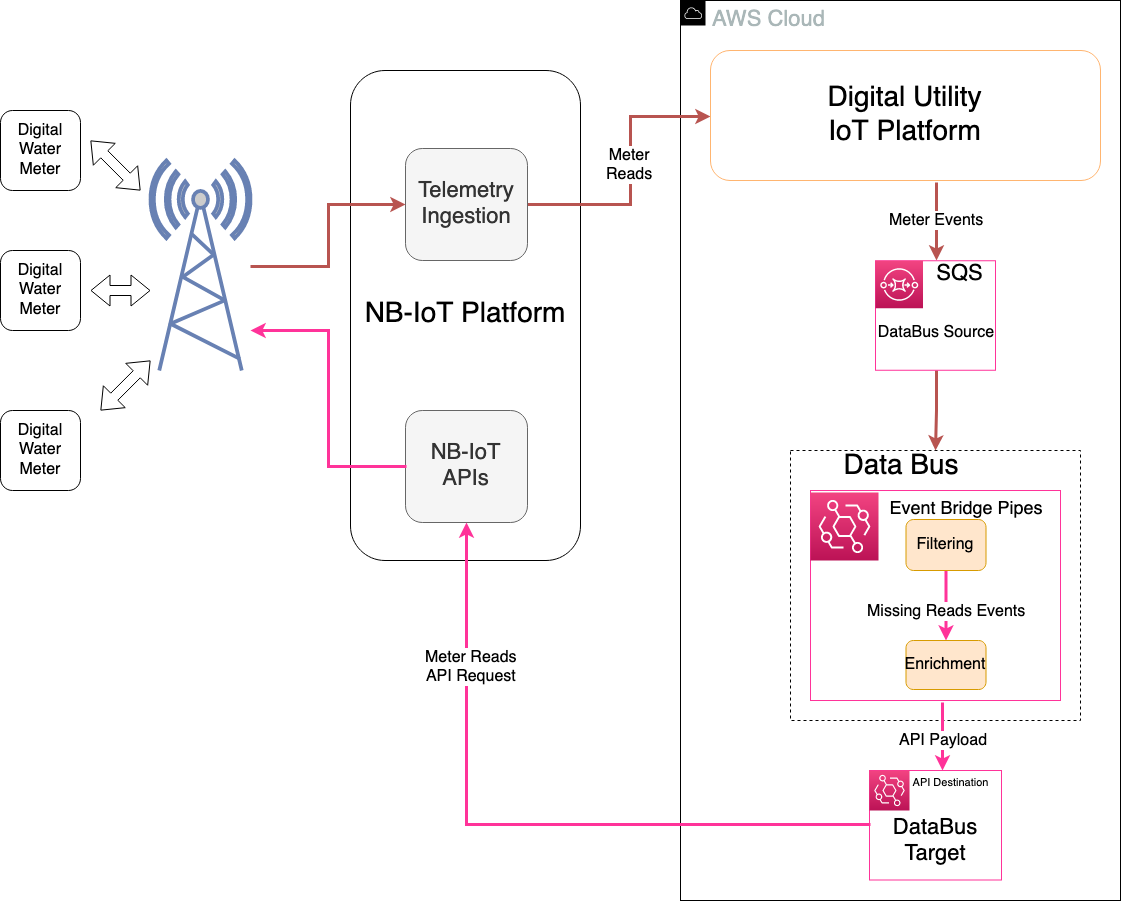 AWS Cloud
Digital Utility
IoT Platform
Digital
Water
Meter
Meter
Reads
Telemetry
Ingestion
Meter Events
SQS
DataBus Source
Digital
Water
Meter
NB-IoT Platform
Digital
Water
Meter
NB-IoT
APIs
Data Bus
Event Bridge Pipes
Filtering
Missing Reads Events
Enrichment
Meter Reads
API Request
API Payload
API Destination
DataBus
Target